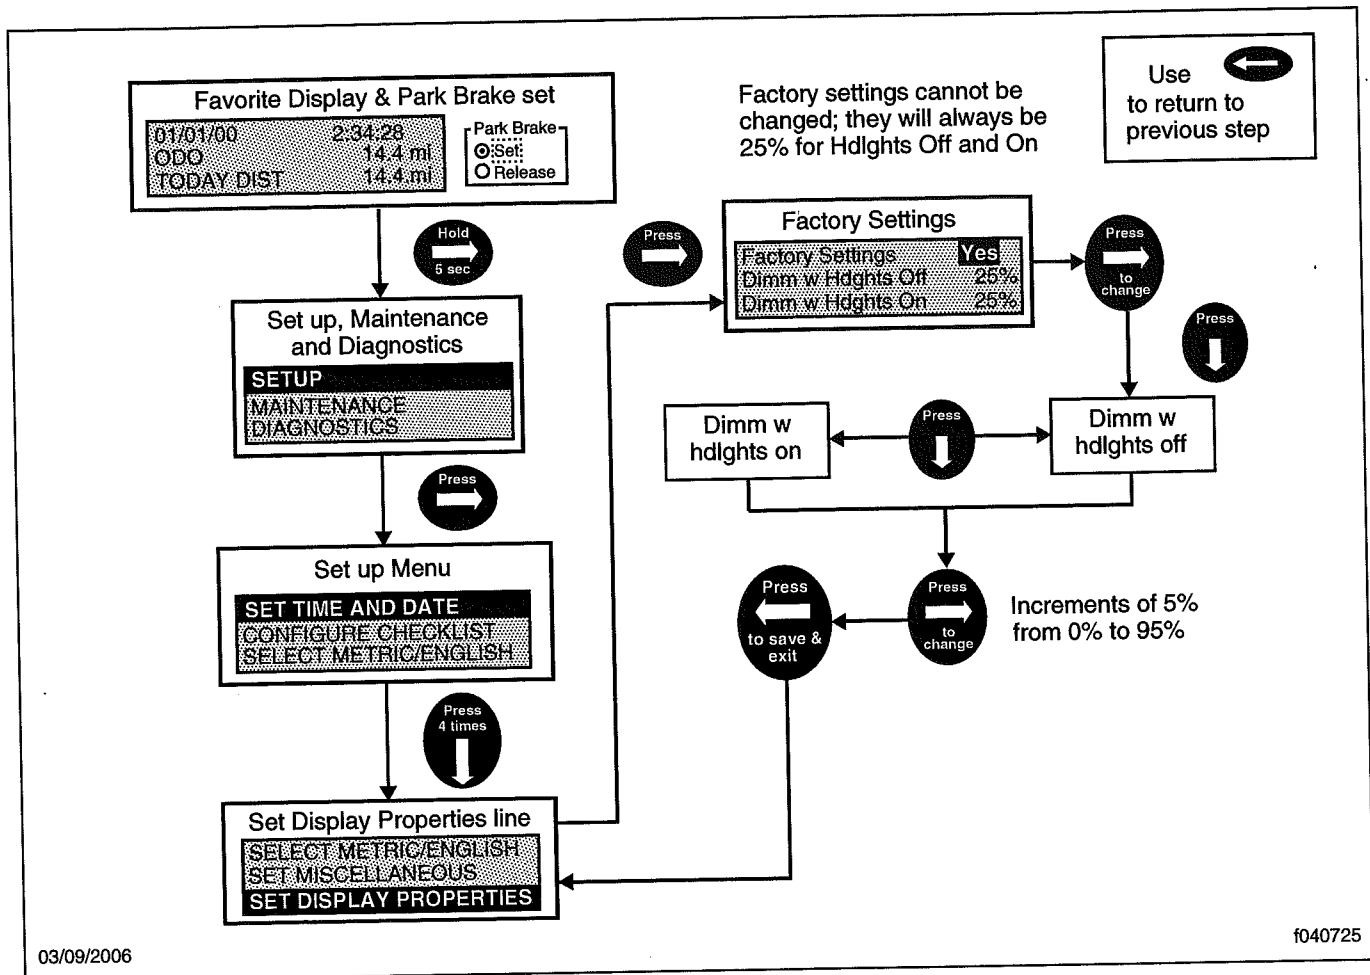 Favorite Display & Park Brake set
01/01/00 2:34:28
ODO 14.4 mi
TODAY DIST 14.4 mi
Park Brake
Set
Release
Hold
5 sec
Set up, Maintenance
and Diagnostics
SETUP
MAINTENANCE
DIAGNOSTICS
Press
Set up Menu
SET TIME AND DATE
CONFIGURE CHECKLIST
SELECT METRIC/ENGLISH
Press
4 times
Set Display Properties line
SELECT METRIC/ENGLISH
SET MISCELLANEOUS
SET DISPLAY PROPERTIES
Press
Factory settings cannot be
changed; they will always be
25% for Hdlghts Off and On
Use
to return to
previous step
Factory Settings
Factory Settings Yes
Dimm w Hdghts Off 25%
Dimm w Hdghts On 25%
Press
to
change
Press
Dimm w
hdlghts on
Press
Dimm w
hdlghts off
Press
to save &
exit
Press
to
change
Increments of 5%
from 0% to 95%
03/09/2006
f040725